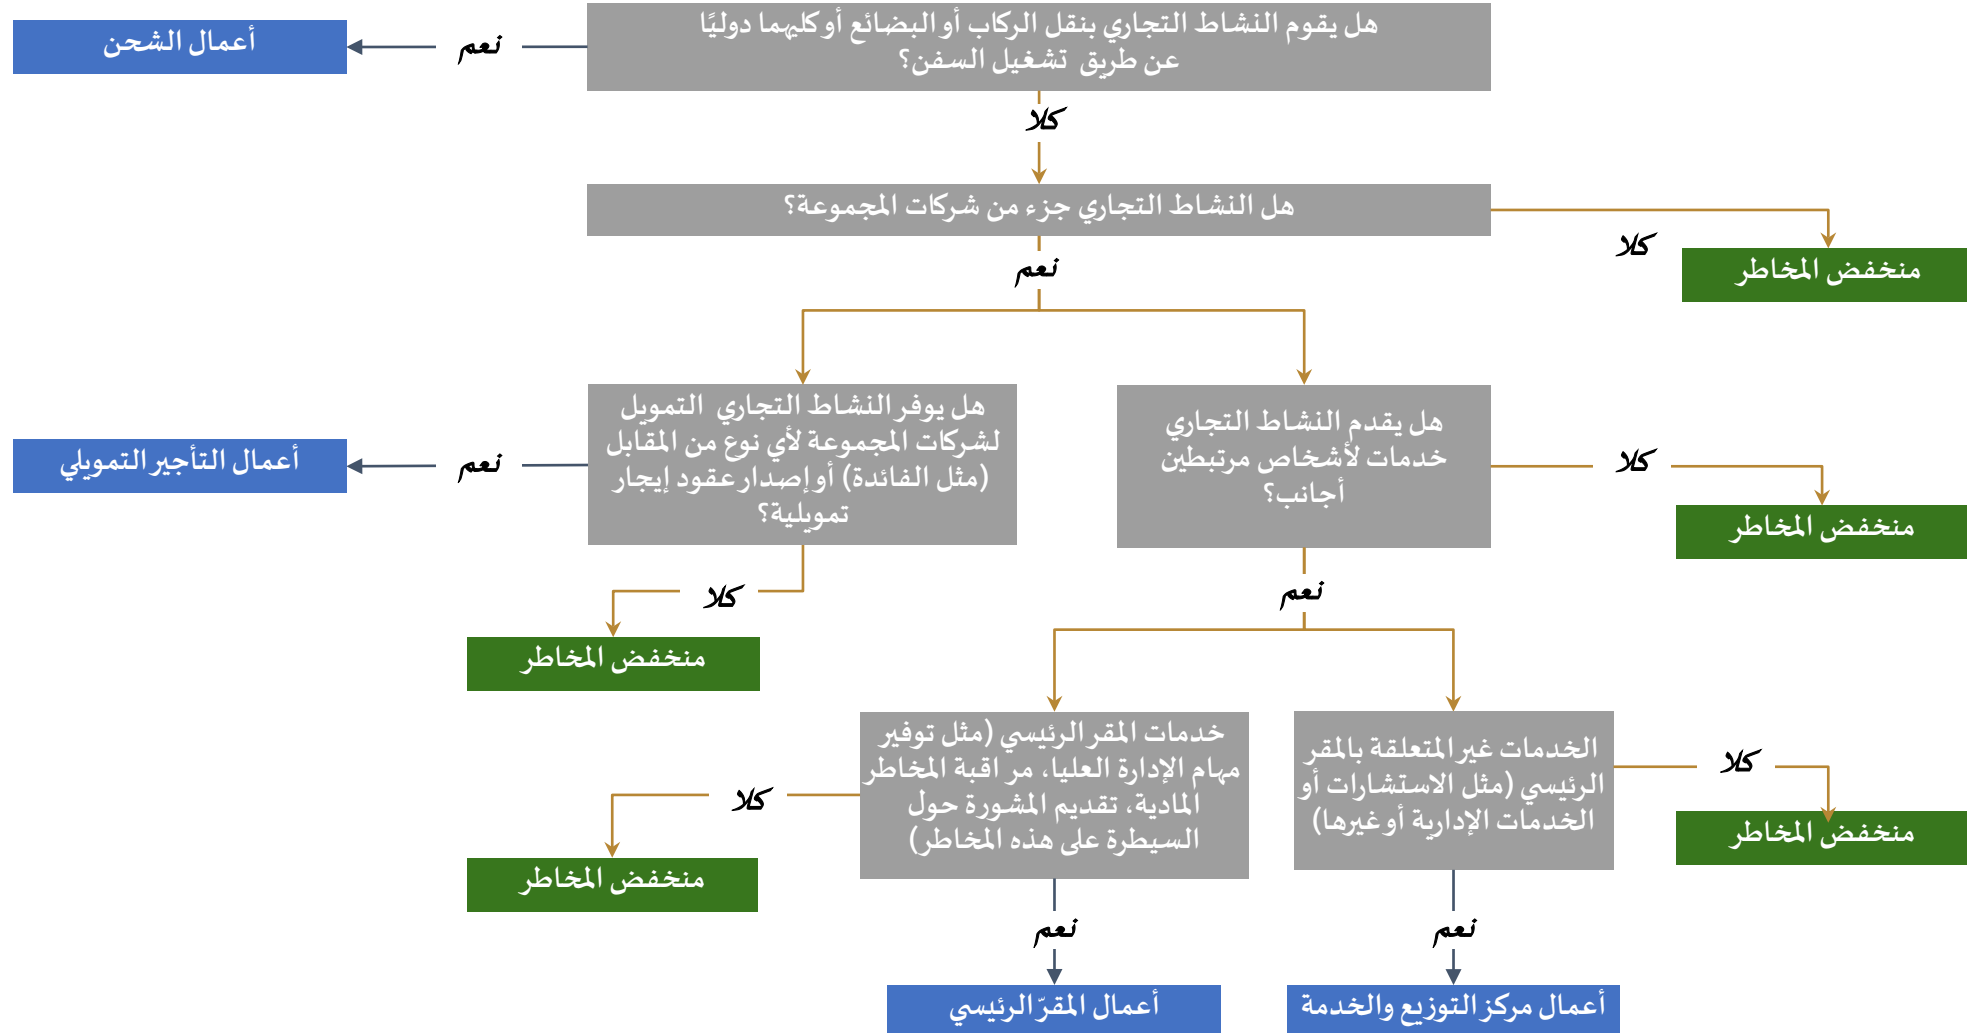 هل يقوم النشاط التجاري بنقل الركاب أو البضائع أو كليهما دوليًا
عن طريق تشغيل السفن؟
نعم
أعمال الشحن
كلا
هل النشاط التجاري جزء من شركات المجموعة؟
كلا
منخفض المخاطر
نعم
هل يقدم النشاط التجاري
خدمات لأشخاص مرتبطين
أجانب؟
كلا
منخفض المخاطر
هل يوفر النشاط التجاري التمويل
لشركات المجموعة لأي نوع من المقابل
(مثل الفائدة) أو إصدار عقود إيجار
تمويلية؟
نعم
أعمال التأجير التمويلي
كلا
منخفض المخاطر
نعم
الخدمات غير المتعلقة بالمقر
الرئيسي (مثل الاستشارات أو
الخدمات الإدارية أو غيرها)
كلا
منخفض المخاطر
خدمات المقر الرئيسي (مثل توفير
مهام الإدارة العليا، مراقبة المخاطر
المادية، تقديم المشورة حول
السيطرة على هذه المخاطر)
كلا
منخفض المخاطر
نعم
أعمال مركز التوزيع والخدمة
نعم
أعمال المقرّ الرئيسي